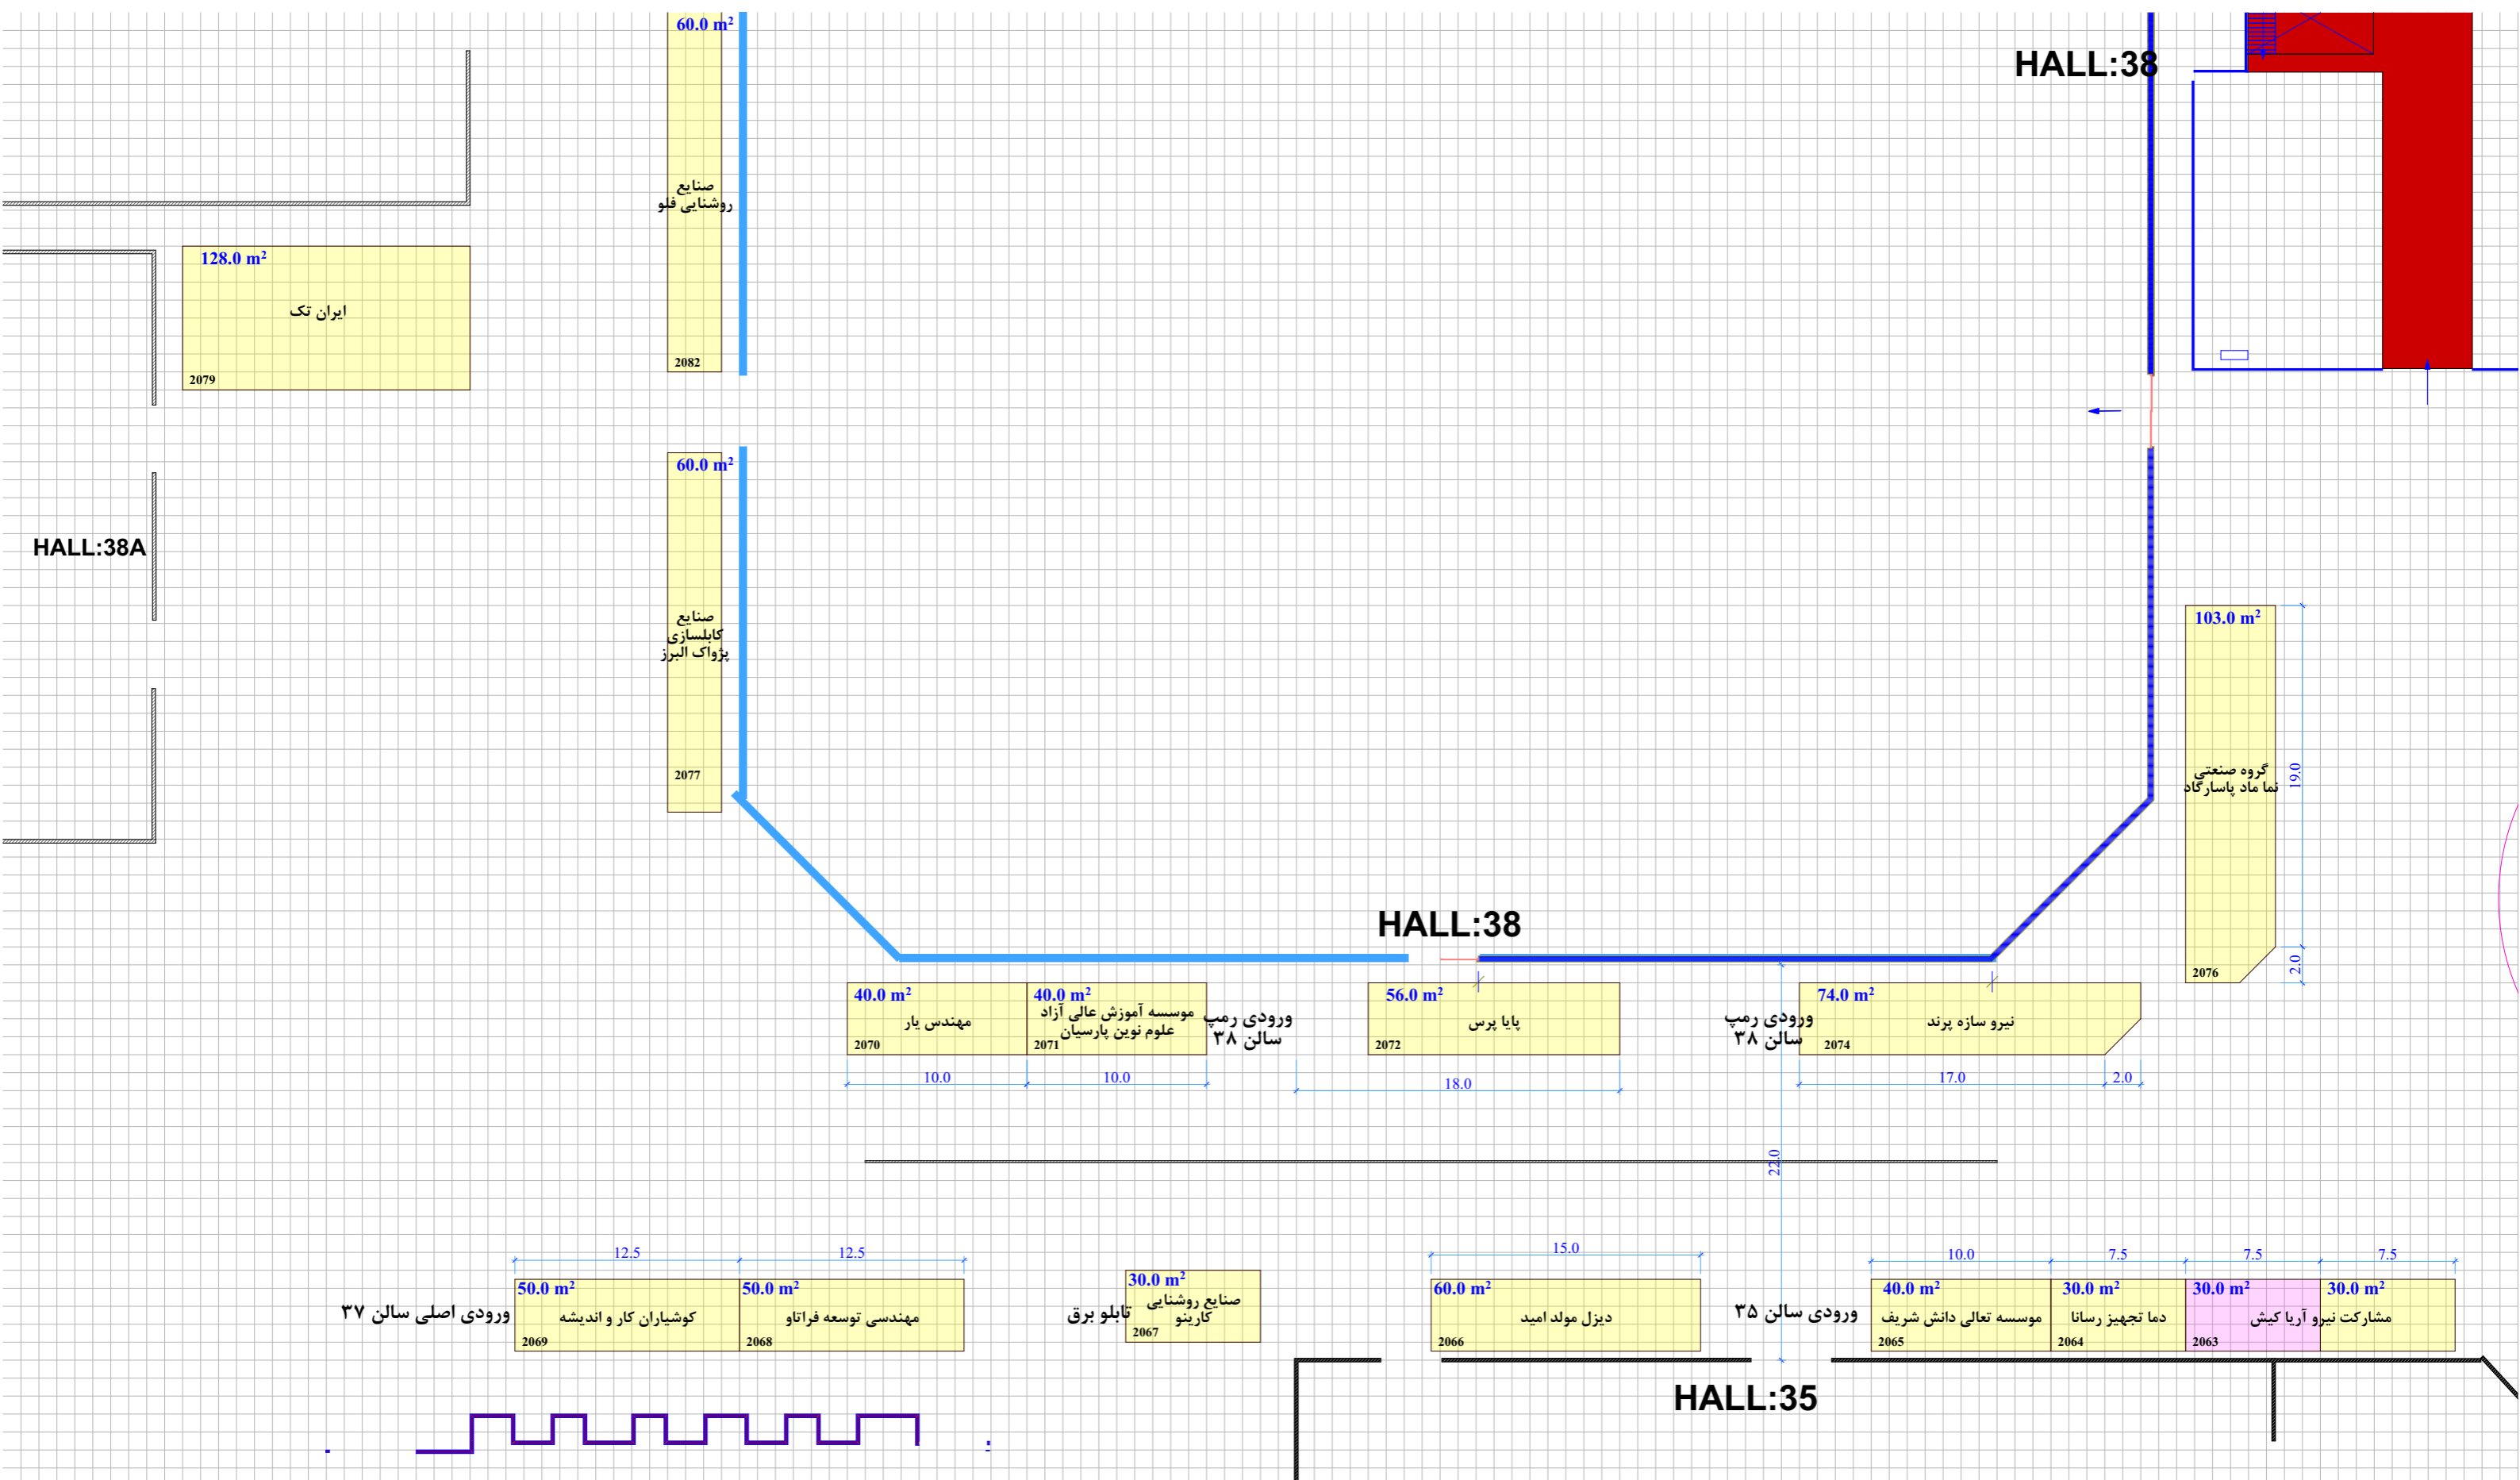 60.0 m²
HALL:38
صنایع
روشنایی فلو
2082
128.0 m²
ایران تک
2079
60.0 m²
صنایع
کابلسازی
پژواک البرز
2077
HALL:38A
103.0 m²
گروه صنعتی
نما ماد پاسارگاد
2076
19.0
2.0
HALL:38
40.0 m²
مهندس یار
2070
40.0 m²
موسسه آموزش عالی آزاد
علوم نوین پارسیان
2071
ورودی رمپ
سالن ۳۸
56.0 m²
پایا پرس
2072
ورودی رمپ
سالن ۳۸
74.0 m²
نیرو سازه پرند
2074
10.0
10.0
18.0
17.0
2.0
22.0
12.5
12.5
15.0
10.0
7.5
7.5
7.5
ورودی اصلی سالن ۳۷
50.0 m²
کوشیاران کار و اندیشه
2069
50.0 m²
مهندسی توسعه فراتاو
2068
تابلو برق
30.0 m²
صنایع روشنایی
کارینو
2067
60.0 m²
دیزل مولد امید
2066
ورودی سالن ۳۵
40.0 m²
موسسه تعالی دانش شریف
2065
30.0 m²
دما تجهیز رسانا
2064
30.0 m²
30.0 m²
مشارکت نیرو آریا کیش
2063
HALL:35